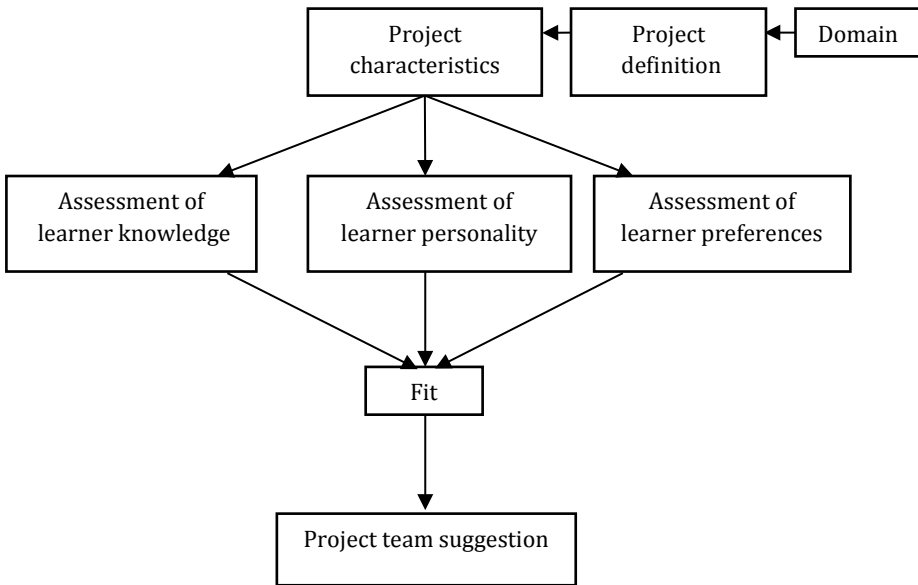 Project
characteristics
Project
definition
Domain
Assessment of
learner knowledge
Assessment of
learner personality
Assessment of
learner preferences
Fit
Project team suggestion